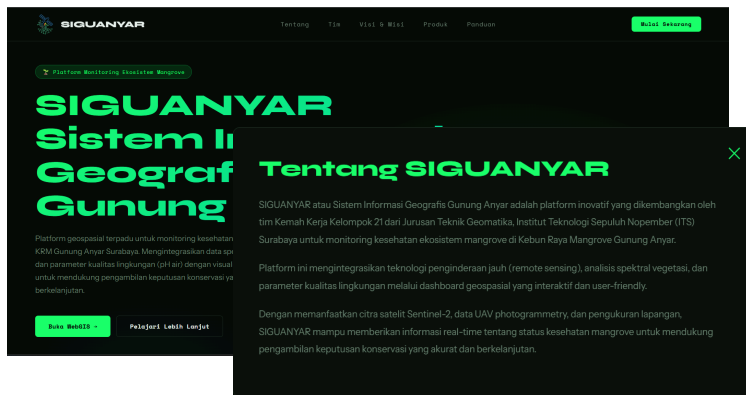 SIGUANYAR
Tentang
Tim
Visi & Misi
Produk
Panduan
Mulai Sekarang
Platform Monitoring Ekosistem Mangrove
SIGUANYAR
Sistem I
Geograf
Gunung
Platform geospasial terpadu untuk monitoring kesehatan
KRM Gunung Anyar Surabaya. Mengintegrasikan data spe
dan parameter kualitas lingkungan (pH air) dengan visual
untuk mendukung pengambilan keputusan konservasi ya
berkelanjutan.
Buka WebGIS →
Pelajari Lebih Lanjut
Tentang SIGUANYAR
SIGUANYAR atau Sistem Informasi Geografis Gunung Anyar adalah platform inovatif yang dikembangkan oleh
tim Kemah Kerja Kelompok 21 dari Jurusan Teknik Geomatika, Institut Teknologi Sepuluh Nopember (ITS)
Surabaya untuk monitoring kesehatan ekosistem mangrove di Kebun Raya Mangrove Gunung Anyar.
Platform ini mengintegrasikan teknologi penginderaan jauh (remote sensing), analisis spektral vegetasi, dan
parameter kualitas lingkungan melalui dashboard geospasial yang interaktif dan user-friendly.
Dengan memanfaatkan citra satelit Sentinel-2, data UAV photogrammetry, dan pengukuran lapangan,
SIGUANYAR mampu memberikan informasi real-time tentang status kesehatan mangrove untuk mendukung
pengambilan keputusan konservasi yang akurat dan berkelanjutan.